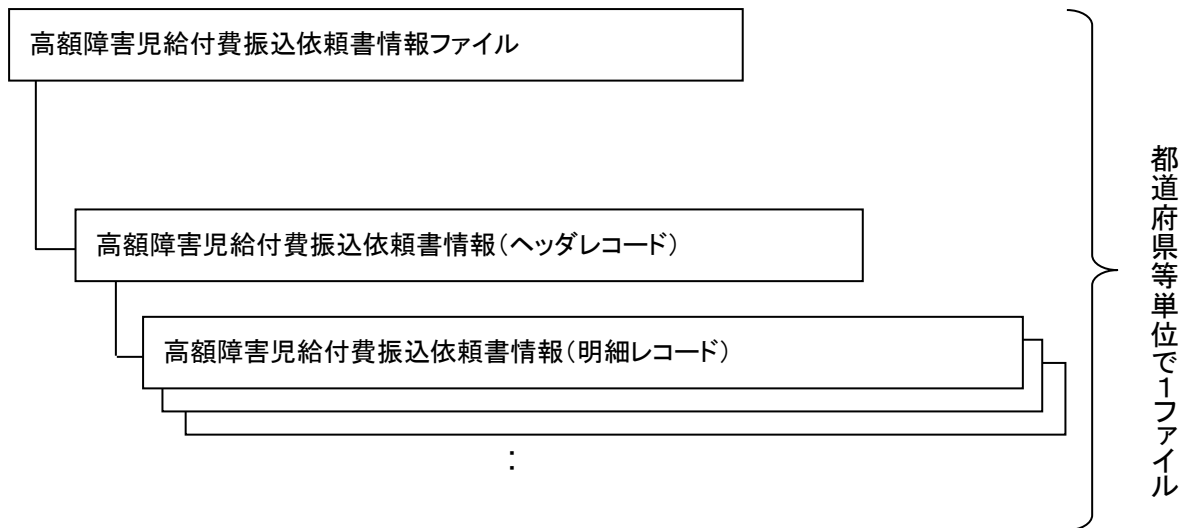 高額障害児給付費振込依頼書情報ファイル
高額障害児給付費振込依頼書情報(ヘッダレコード)
高額障害児給付費振込依頼書情報(明細レコード)
:
都道府県等単位で1ファイル